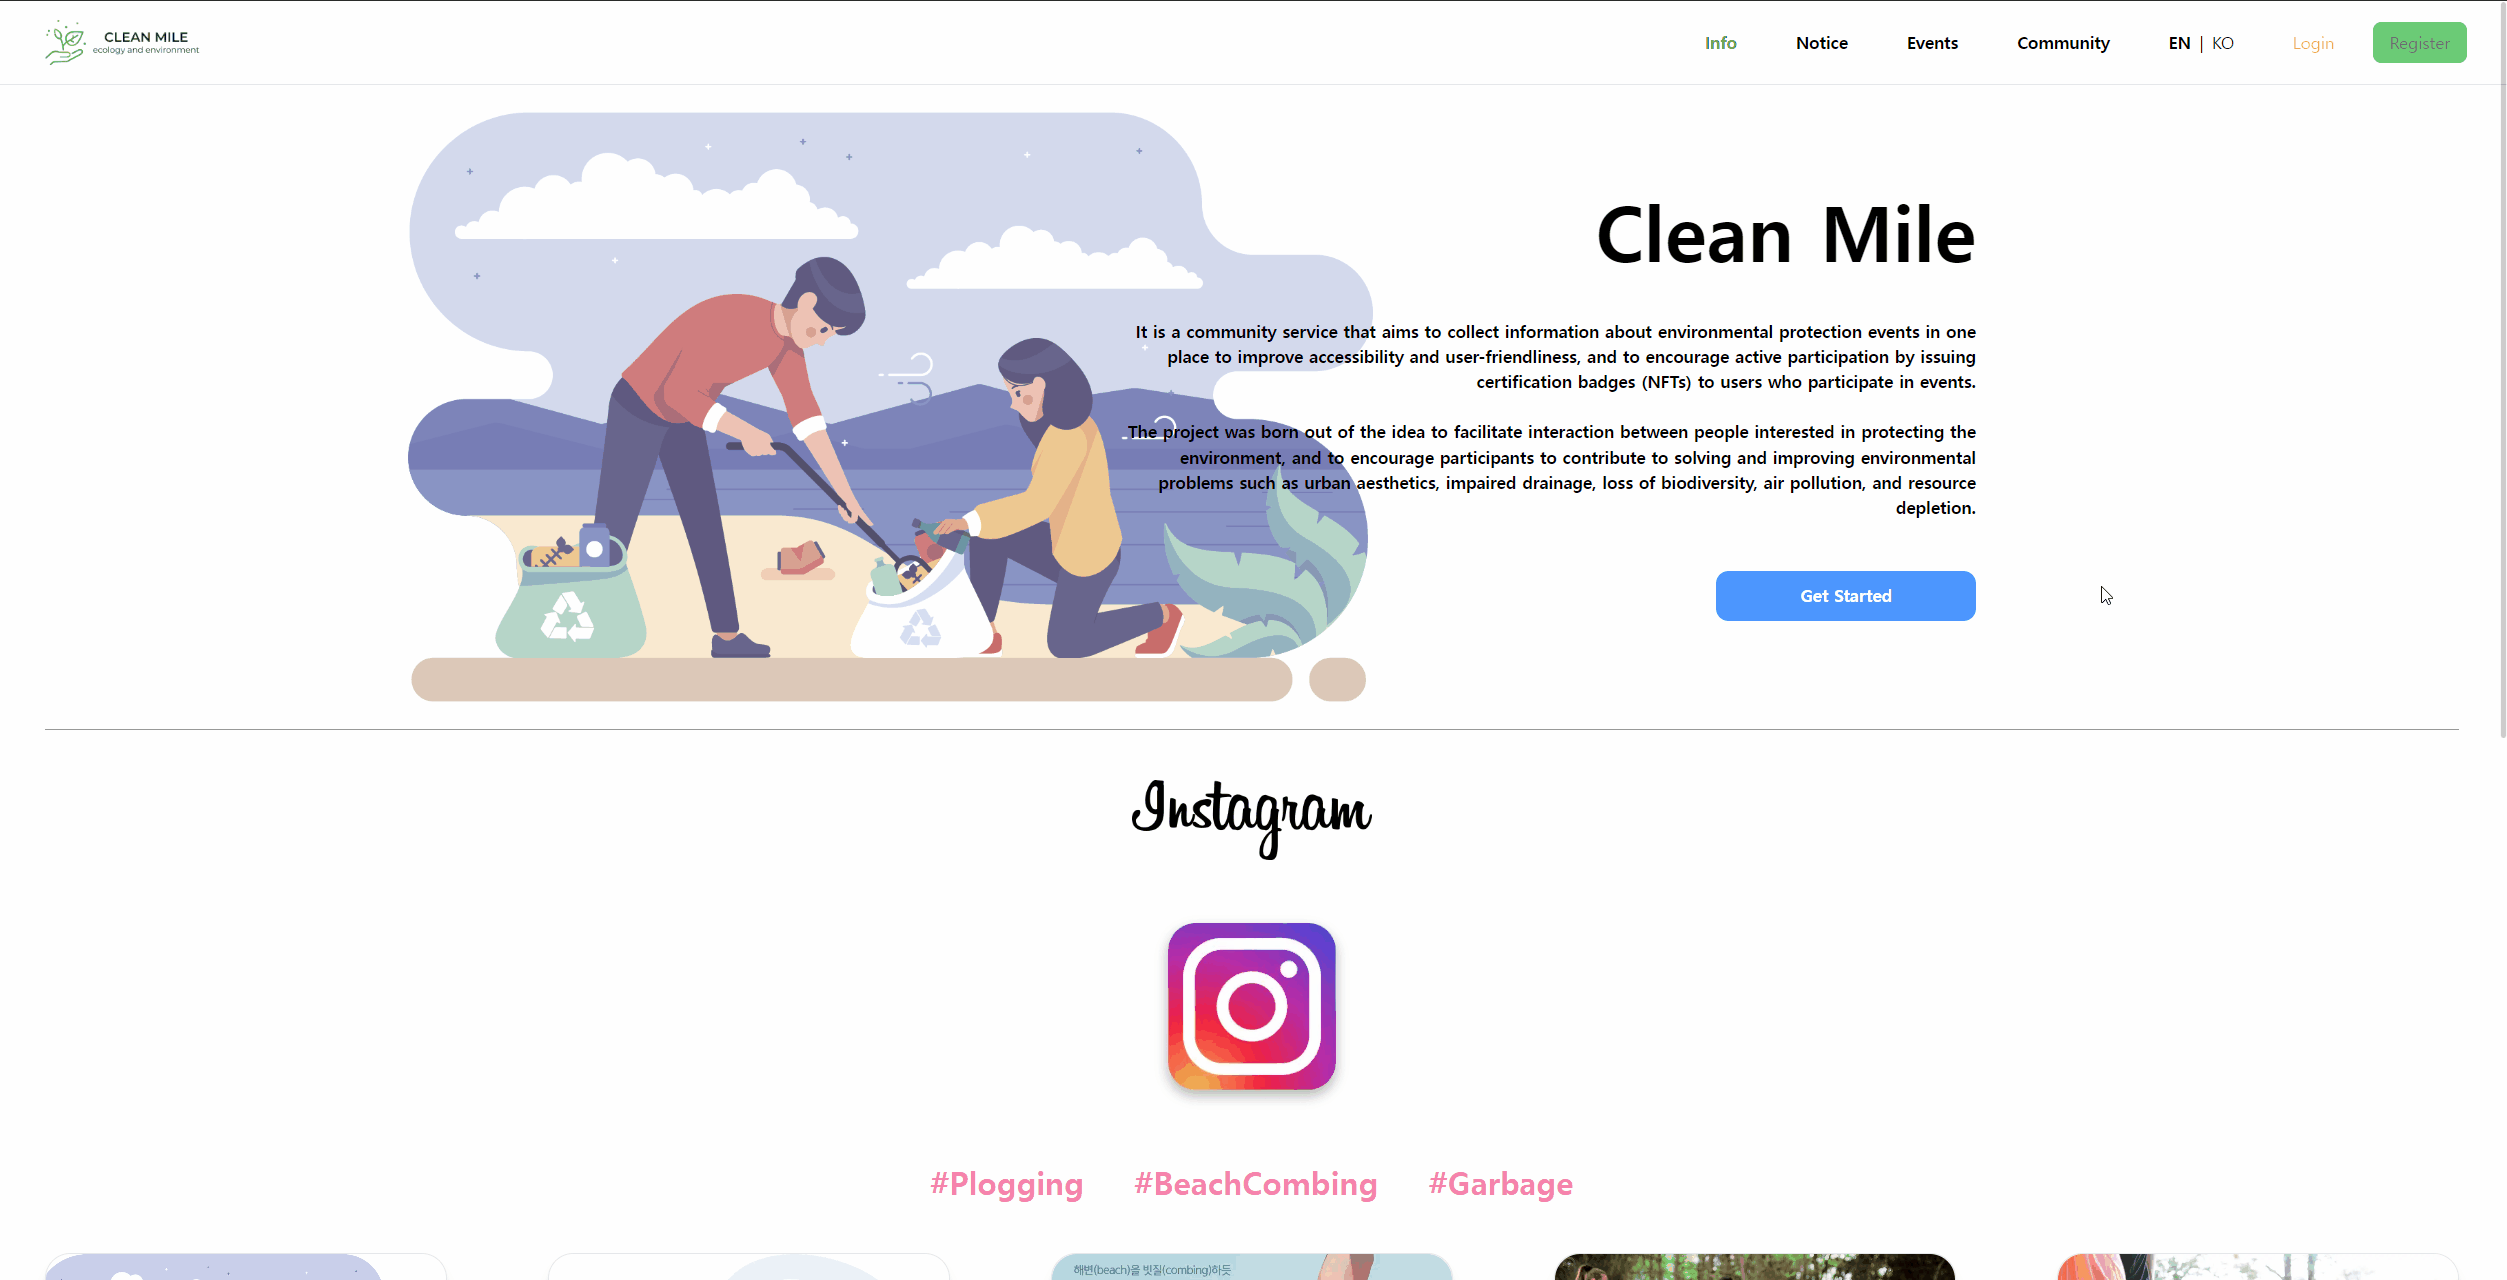 CLEAN MILE
ecology and environment
Info
Notice
Events
Community
EN | KO
Login
Register
Clean Mile
It is a community service that aims to collect information about environmental protection events in one
place to improve accessibility and user-friendliness, and to encourage active participation by issuing
certification badges (NFTs) to users who participate in events.
The project was born out of the idea to facilitate interaction between people interested in protecting the
environment, and to encourage participants to contribute to solving and improving environmental
problems such as urban aesthetics, impaired drainage, loss of biodiversity, air pollution, and resource
depletion.
Get Started
Instagram
#Plogging
#BeachCombing
#Garbage
해변(beach)을 빗질(combing)하듯